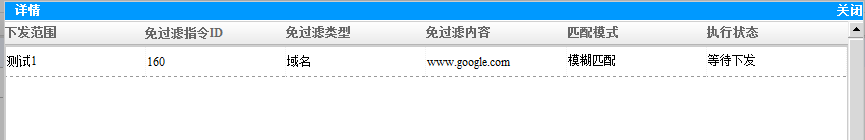 详情 关闭
下发范围 免过滤指令ID 免过滤类型 免过滤内容 匹配模式 执行状态
测试1 160 域名 www.google.com 模糊匹配 等待下发